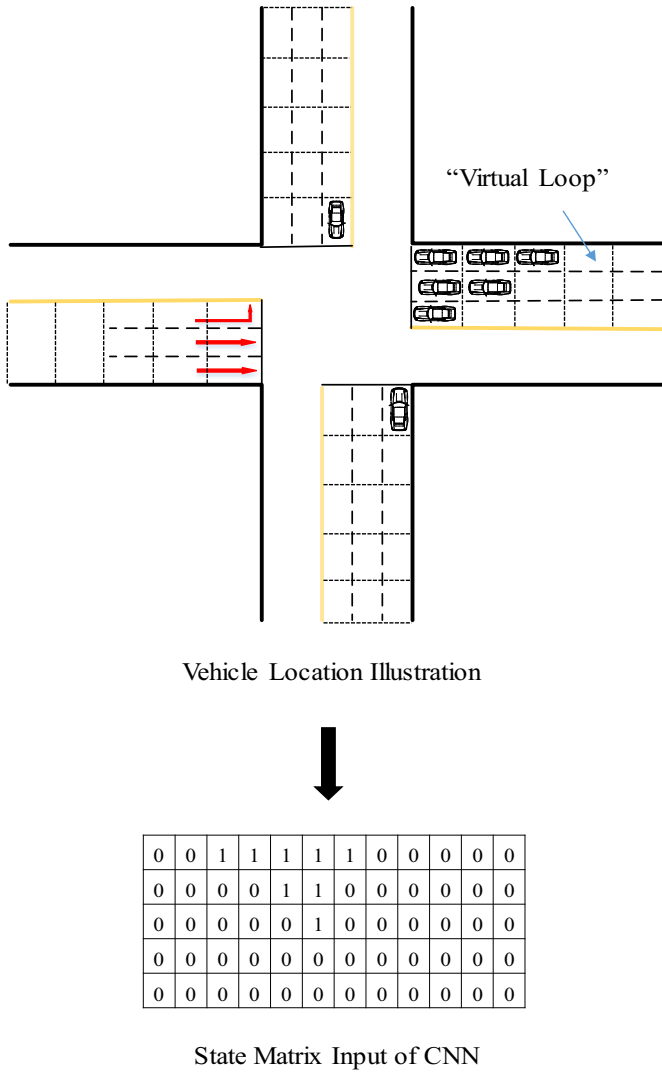 “Virtual Loop”
Vehicle Location Illustration
0 0 1 1 1 1 1 0 0 0 0 0
0 0 0 0 1 1 0 0 0 0 0 0
0 0 0 0 0 1 0 0 0 0 0 0
0 0 0 0 0 0 0 0 0 0 0 0
0 0 0 0 0 0 0 0 0 0 0 0
State Matrix Input of CNN